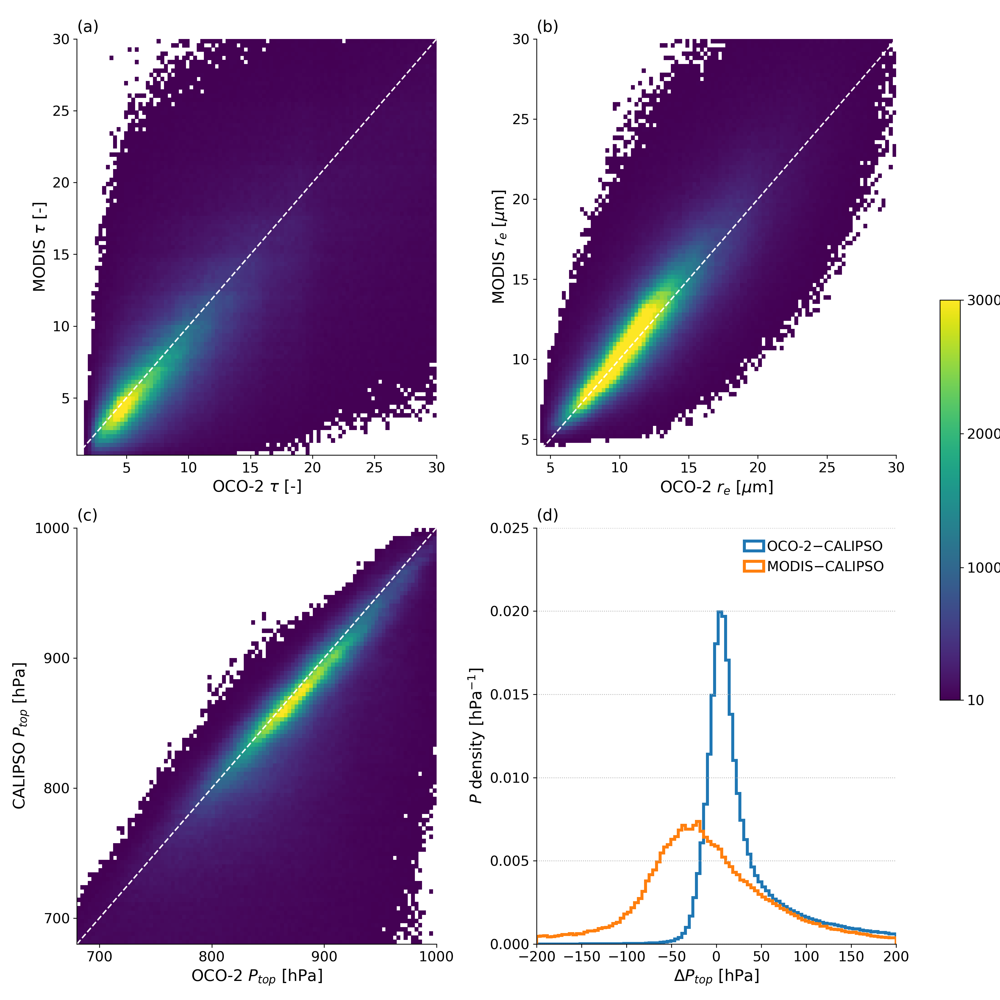 (a)
30
25
20
15
10
5
MODIS τ [-]
5 10 15 20 25 30
OCO-2 τ [-]
(b)
30
25
20
15
10
5
MODIS rₑ [μm]
5 10 15 20 25 30
OCO-2 rₑ [μm]
3000
2000
1000
10
(c)
1000
900
800
700
CALIPSO P_top [hPa]
700 800 900 1000
OCO-2 P_top [hPa]
(d)
0.025
0.020
0.015
0.010
0.005
0.000
P density [hPa⁻¹]
OCO-2−CALIPSO
MODIS−CALIPSO
−200 −150 −100 −50 0 50 100 150 200
ΔP_top [hPa]